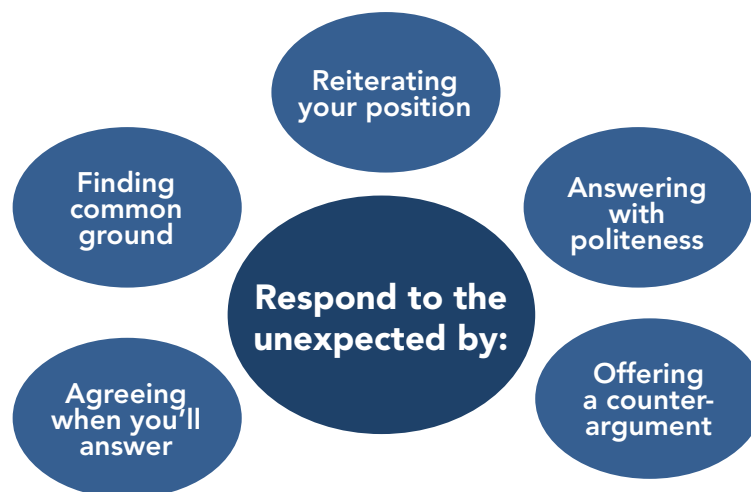 Reiterating
your position
Finding
common
ground
Answering
with
politeness
Respond to the
unexpected by:
Agreeing
when you’ll
answer
Offering
a counter-
argument